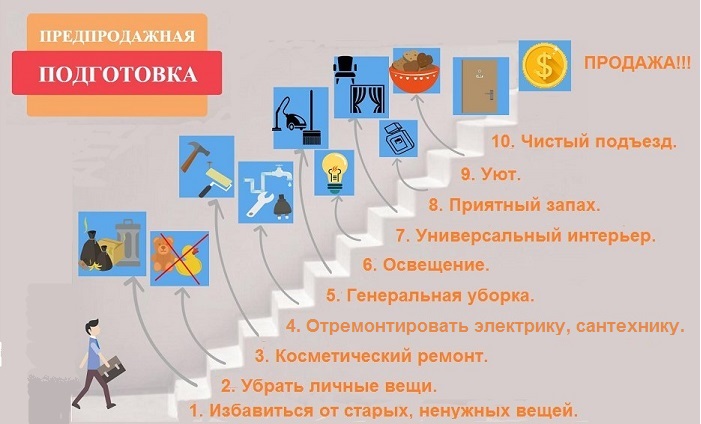 ПРЕДПРОДАЖНАЯ
ПОДГОТОВКА
ПРОДАЖА!!!
10. Чистый подъезд.
9. Уют.
8. Приятный запах.
7. Универсальный интерьер.
6. Освещение.
5. Генеральная уборка.
4. Отремонтировать электрику, сантехнику.
3. Косметический ремонт.
2. Убрать личные вещи.
1. Избавиться от старых, ненужных вещей.